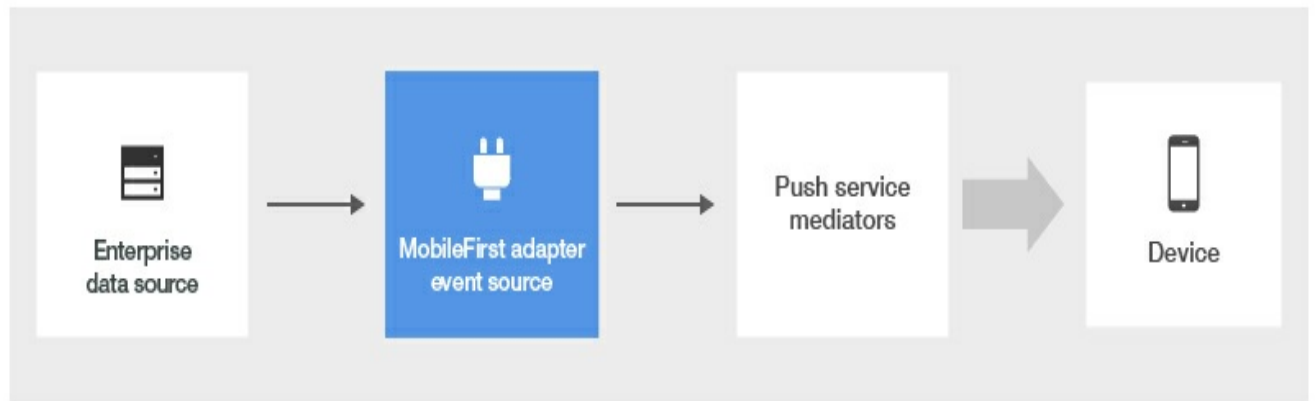 Enterprise
data source
MobileFirst adapter
event source
Push service
mediators
Device